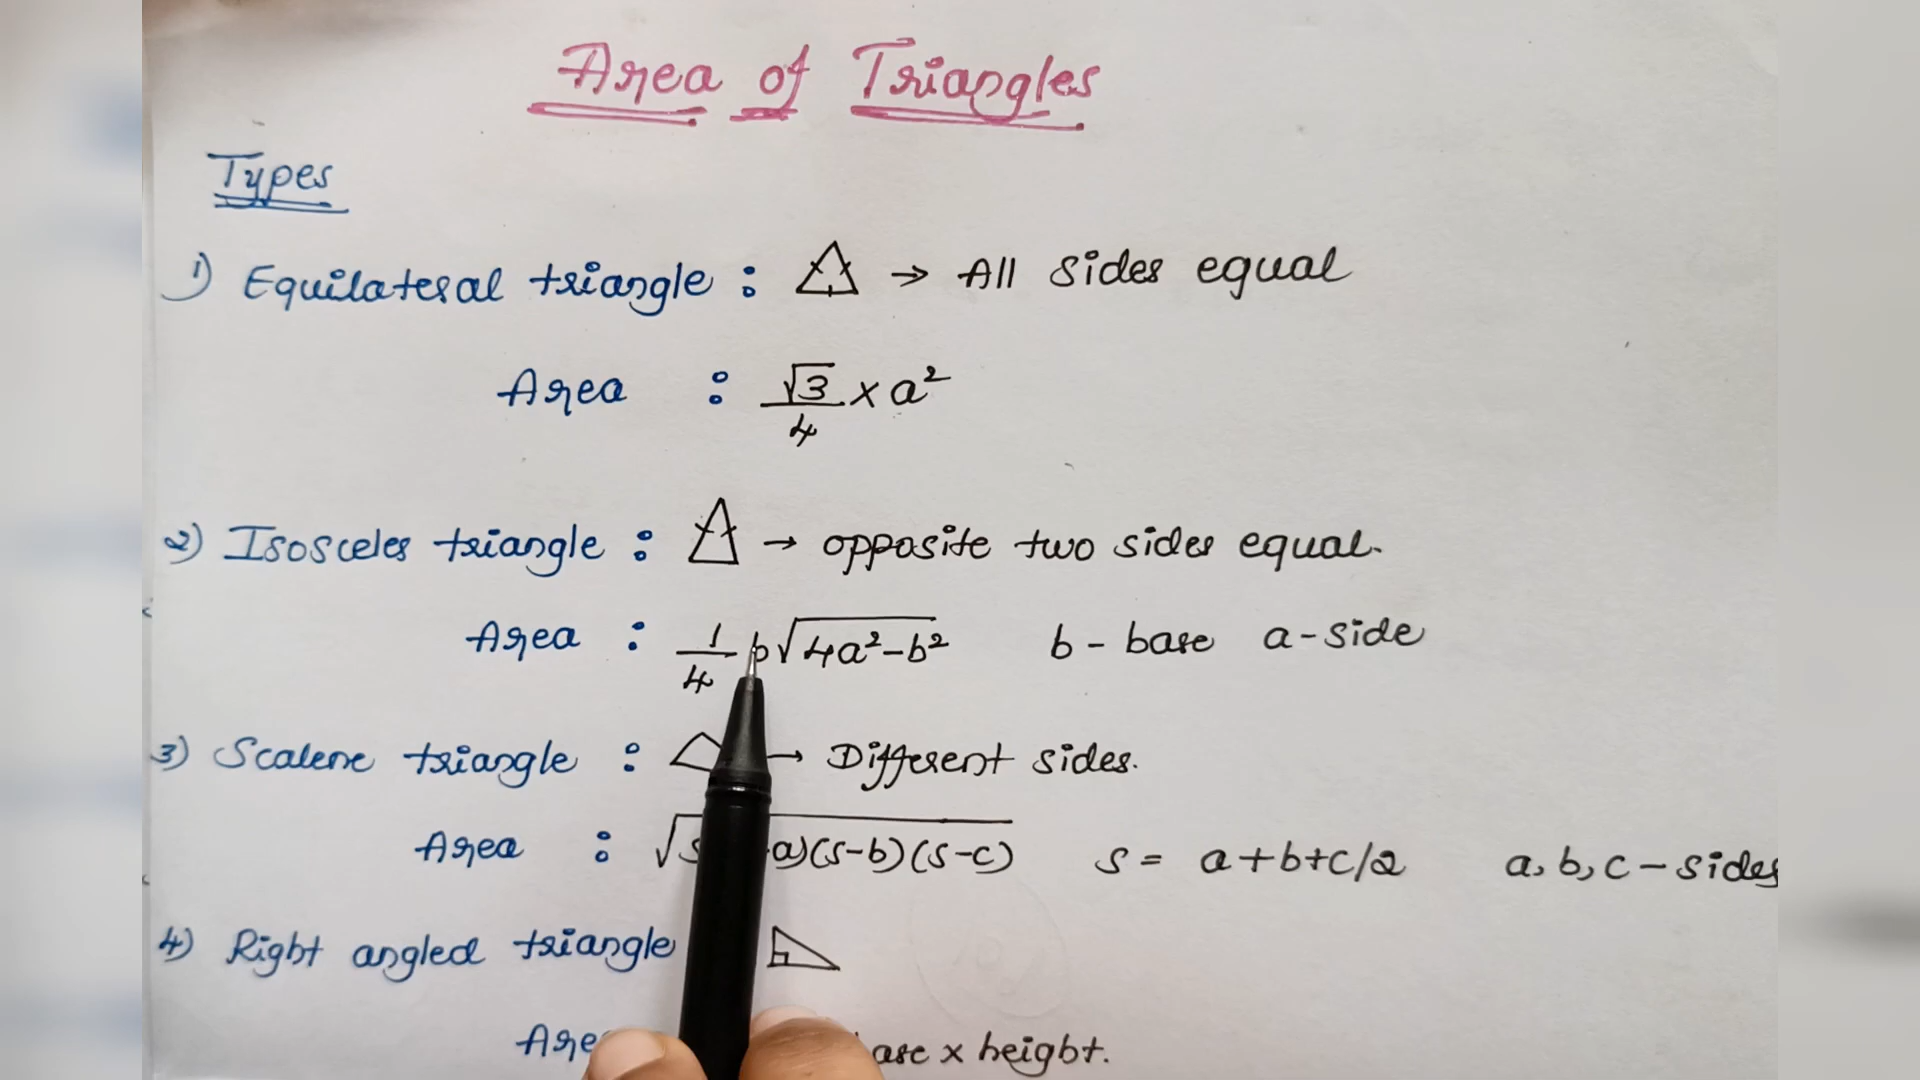 Area of Triangles
Types
1) Equilateral triangle : → All sides equal
Area : √3/4 × a²
2) Isosceles triangle : → opposite two sides equal.
Area : 1/4 b√4a²-b² b - base a - side
3) Scalene triangle : → Different sides.
Area : √s a)(s-b)(s-c) s = a+b+c/2 a, b, c - sides
4) Right angled triangle
Area × height.